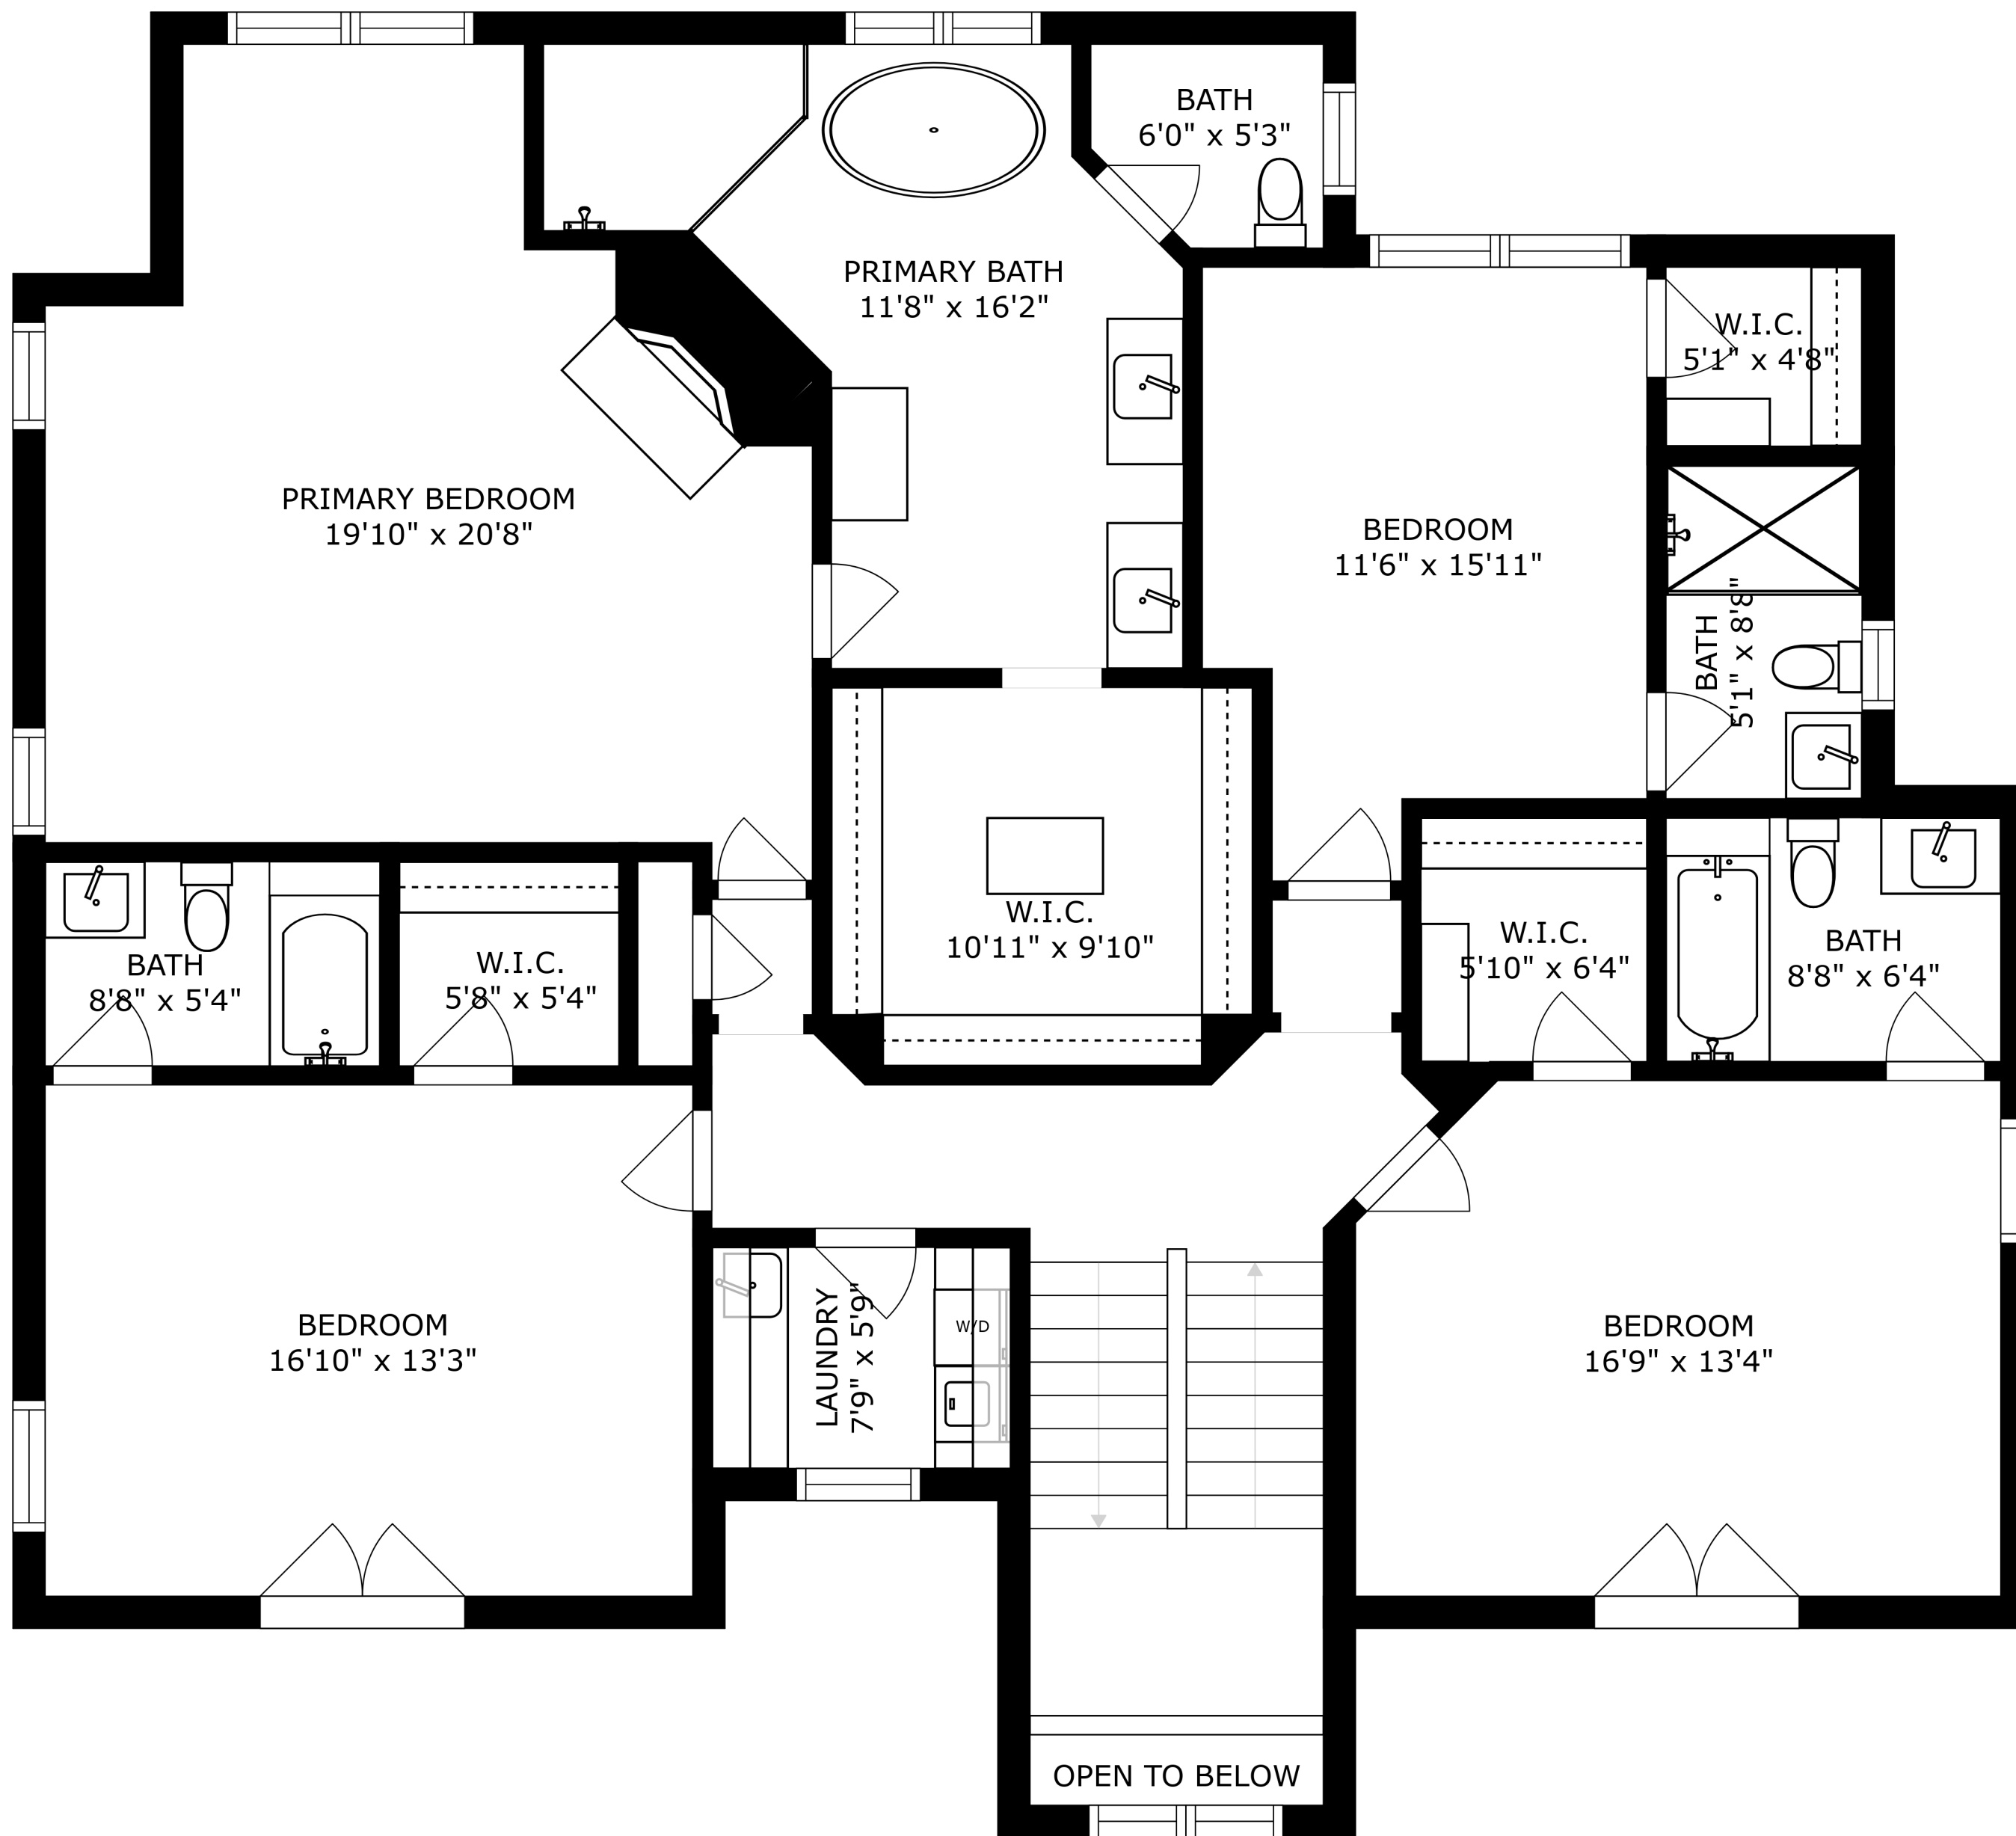 BATH
6'0" x 5'3"
PRIMARY BATH
11'8" x 16'2"
W.I.C.
5'1" x 4'8"
PRIMARY BEDROOM
19'10" x 20'8"
BEDROOM
11'6" x 15'11"
BATH
5'1" x 8'8"
W.I.C.
10'11" x 9'10"
W.I.C.
5'10" x 6'4"
BATH
8'8" x 6'4"
BATH
8'8" x 5'4"
W.I.C.
5'8" x 5'4"
BEDROOM
16'10" x 13'3"
LAUNDRY
7'9" x 5'9"
W/D
BEDROOM
16'9" x 13'4"
OPEN TO BELOW